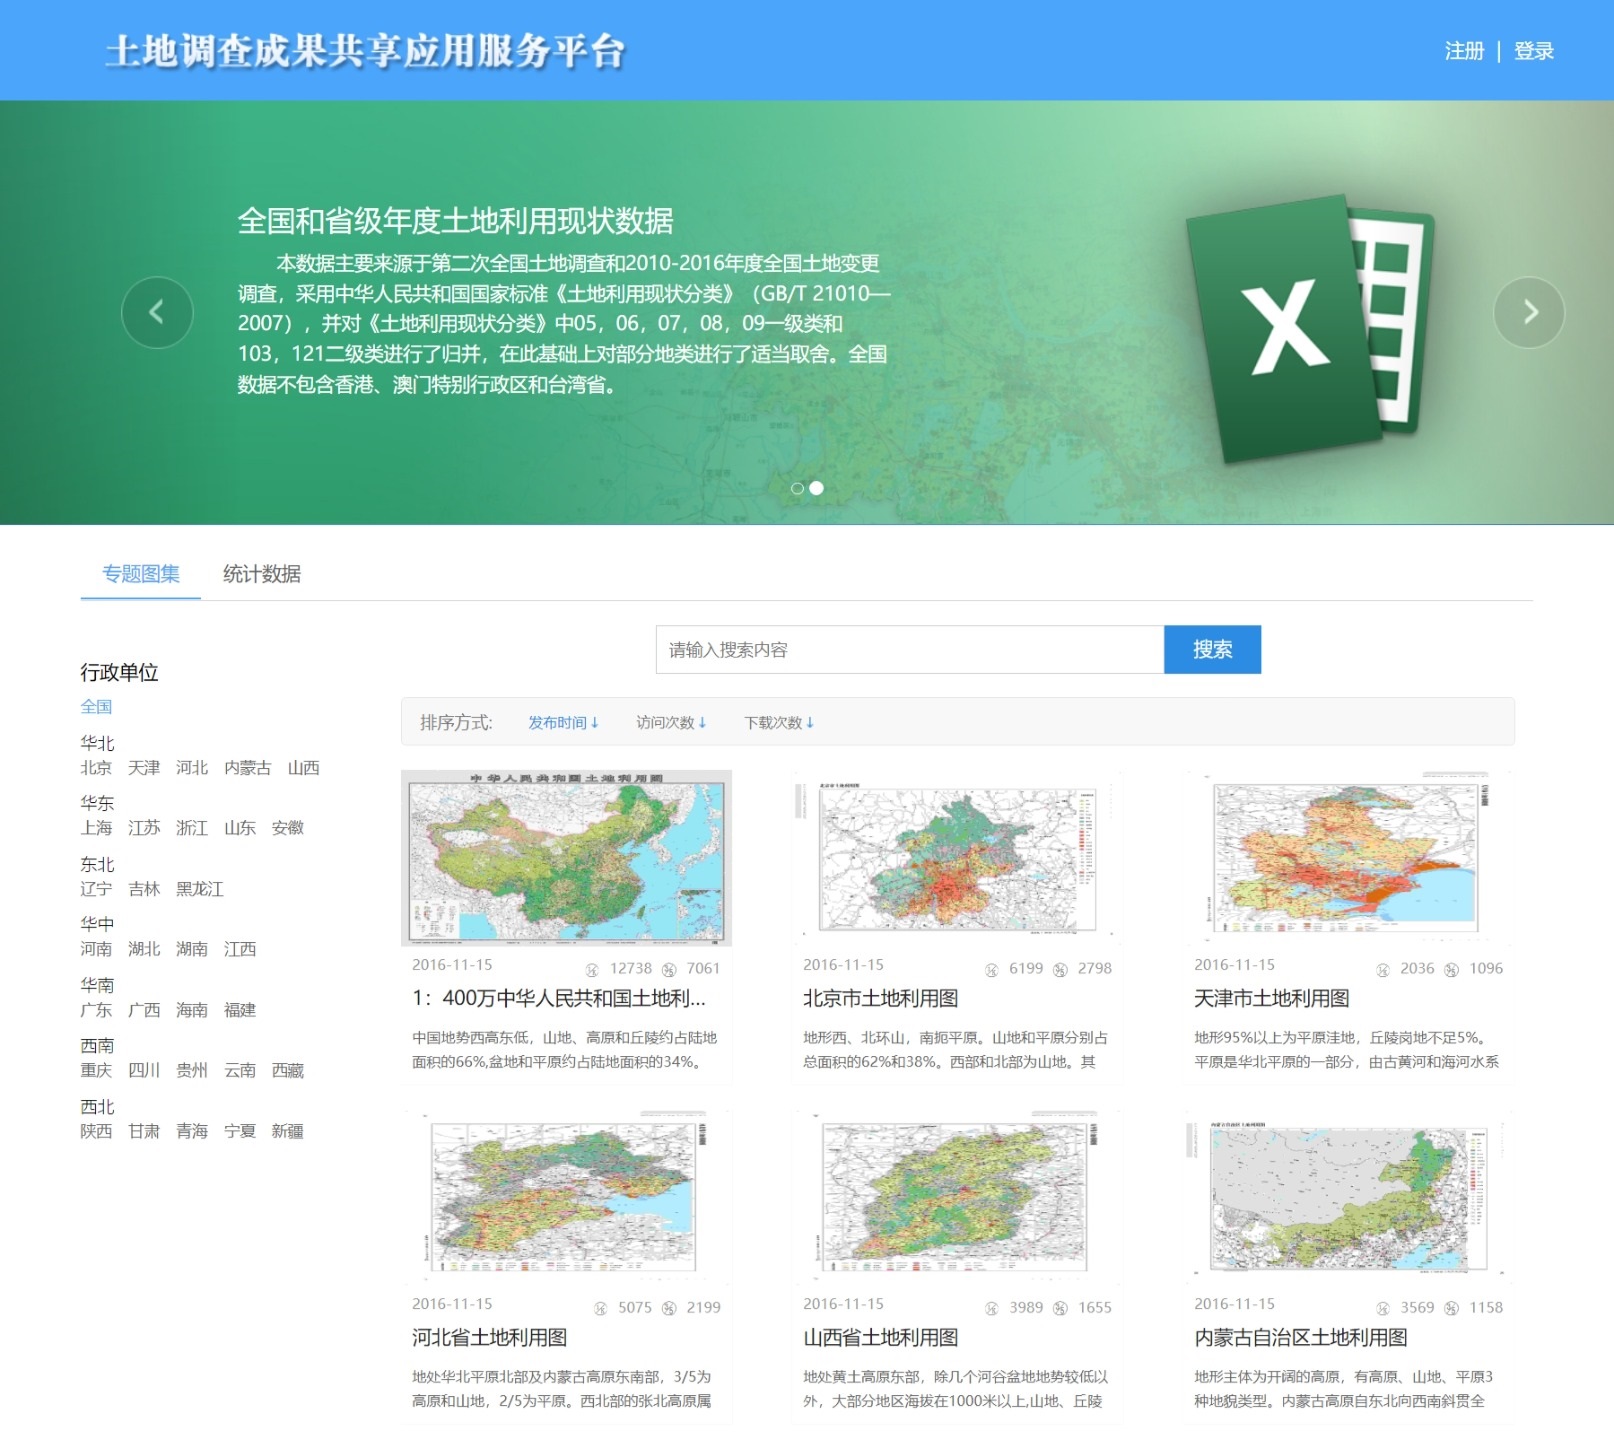 土地调查成果共享应用服务平台
注册 | 登录
全国和省级年度土地利用现状数据
本数据主要来源于第二次全国土地调查和2010-2016年度全国土地变更
调查，采用中华人民共和国国家标准《土地利用现状分类》（GB/T 21010—
2007），并对《土地利用现状分类》中05，06，07，08，09一级类和
103，121二级类进行了归并，在此基础上对部分地类进行了适当取舍。全国
数据不包含香港、澳门特别行政区和台湾省。
X
专题图集 统计数据
请输入搜索内容 搜索
行政单位
全国
华北
北京 天津 河北 内蒙古 山西
华东
上海 江苏 浙江 山东 安徽
东北
辽宁 吉林 黑龙江
华中
河南 湖北 湖南 江西
华南
广东 广西 海南 福建
西南
重庆 四川 贵州 云南 西藏
西北
陕西 甘肃 青海 宁夏 新疆
排序方式: 发布时间↓ 访问次数↓ 下载次数↓
中华人民共和国土地利用图
2016-11-15 12738 7061
1：400万中华人民共和国土地利...
中国地势西高东低，山地、高原和丘陵约占陆地
面积的66%,盆地和平原约占陆地面积的34%。
北京市土地利用图
2016-11-15 6199 2798
北京市土地利用图
地形西、北环山，南扼平原。山地和平原分别占
总面积的62%和38%。西部和北部为山地。其
2016-11-15 2036 1096
天津市土地利用图
地形95%以上为平原洼地，丘陵岗地不足5%。
平原是华北平原的一部分，由古黄河和海河水系
2016-11-15 5075 2199
河北省土地利用图
地处华北平原北部及内蒙古高原东南部，3/5为
高原和山地，2/5为平原。西北部的张北高原属
2016-11-15 3989 1655
山西省土地利用图
地处黄土高原东部，除几个河谷盆地地势较低以
外，大部分地区海拔在1000米以上,山地、丘陵
内蒙古自治区土地利用图
2016-11-15 3569 1158
内蒙古自治区土地利用图
地形主体为开阔的高原，有高原、山地、平原3
种地貌类型。内蒙古高原自东北向西南斜贯全